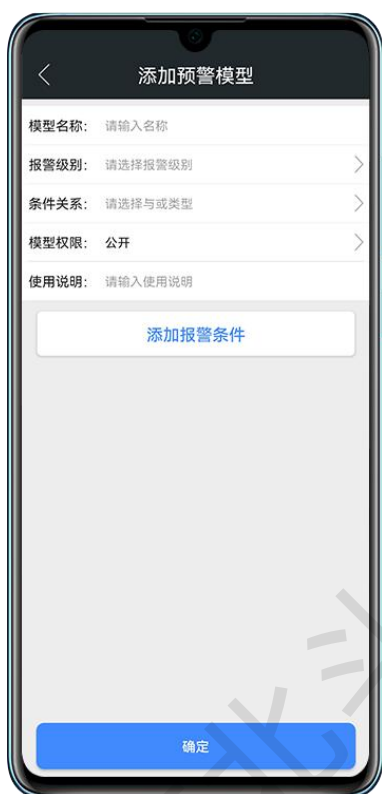 添加预警模型
模型名称： 请输入名称
报警级别： 请选择报警级别
条件关系： 请选择与或类型
模型权限： 公开
使用说明： 请输入使用说明
添加报警条件
确定